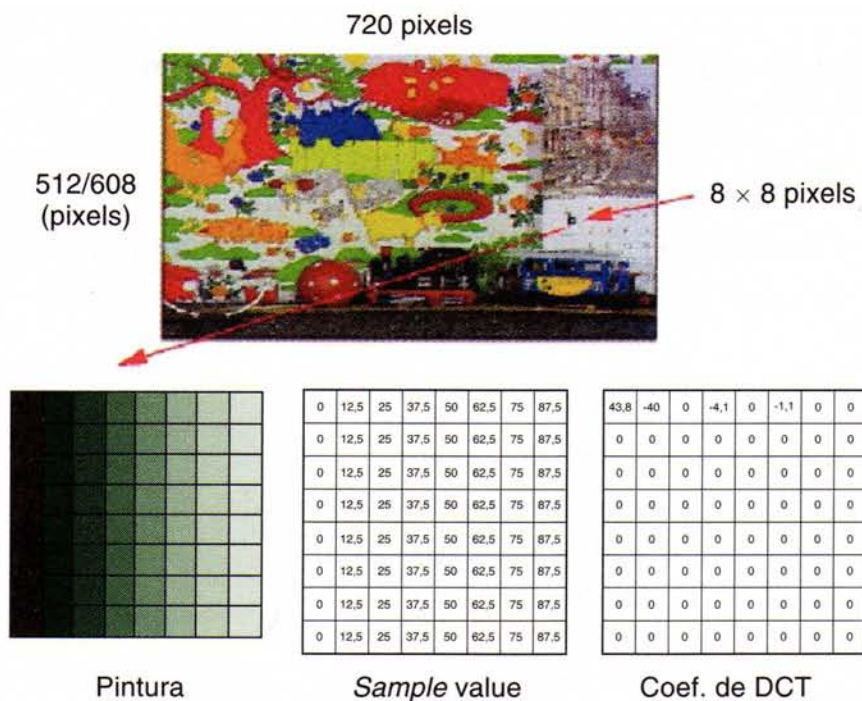 720 pixels
512/608
(pixels)
8 × 8 pixels
0 12,5 25 37,5 50 62,5 75 87,5
0 12,5 25 37,5 50 62,5 75 87,5
0 12,5 25 37,5 50 62,5 75 87,5
0 12,5 25 37,5 50 62,5 75 87,5
0 12,5 25 37,5 50 62,5 75 87,5
0 12,5 25 37,5 50 62,5 75 87,5
0 12,5 25 37,5 50 62,5 75 87,5
0 12,5 25 37,5 50 62,5 75 87,5
43,8 -40 0 -4,1 0 -1,1 0 0
0 0 0 0 0 0 0 0
0 0 0 0 0 0 0 0
0 0 0 0 0 0 0 0
0 0 0 0 0 0 0 0
0 0 0 0 0 0 0 0
0 0 0 0 0 0 0 0
0 0 0 0 0 0 0 0
Pintura
Sample value
Coef. de DCT